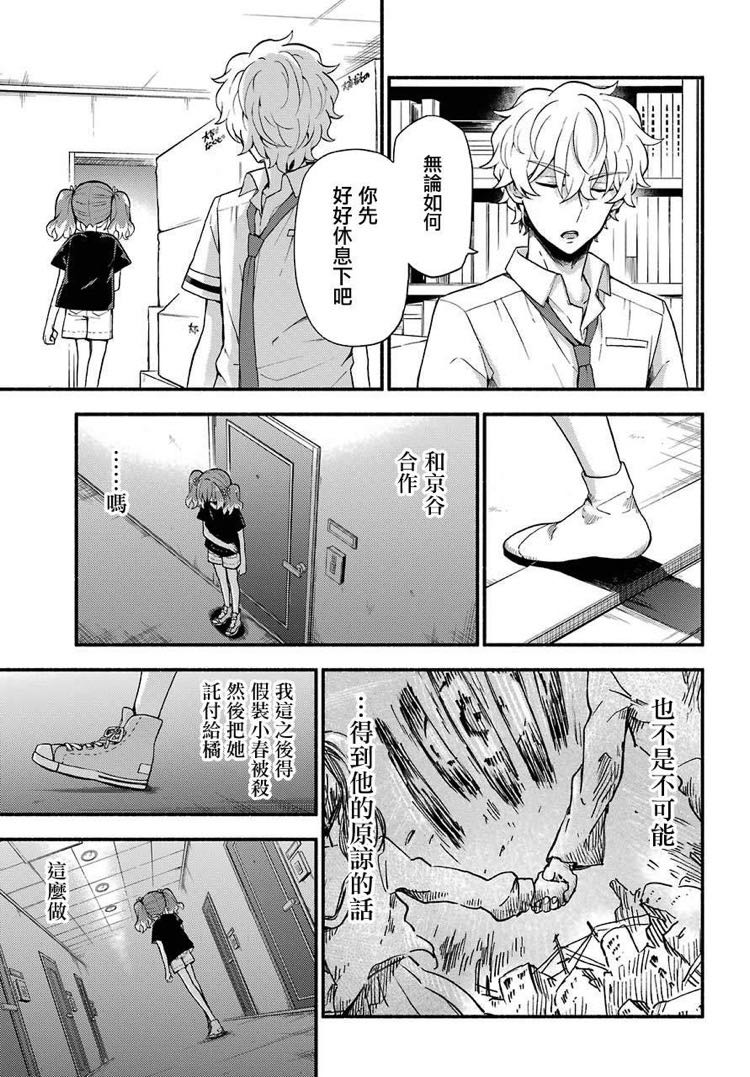 無論如何
你先
好好休息下吧
和京谷
合作
……嗎
也不是不可能
…得到他的原諒的話
我這之後得
假裝小春被殺
然後把她
託付給橘
這麼做